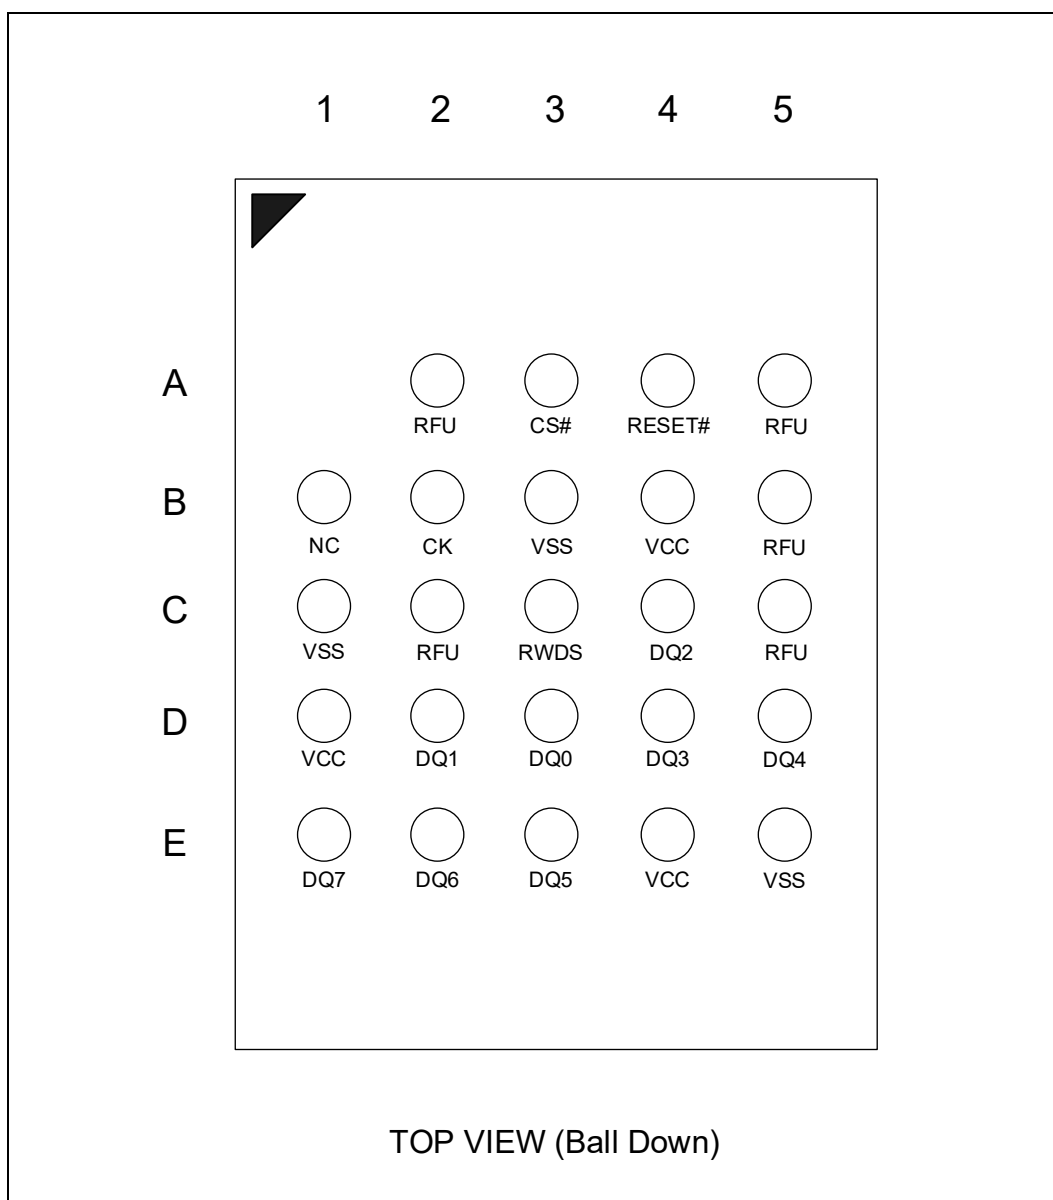 1 2 3 4 5
A
RFU CS# RESET# RFU
B
NC CK VSS VCC RFU
C
VSS RFU RWDS DQ2 RFU
D
VCC DQ1 DQ0 DQ3 DQ4
E
DQ7 DQ6 DQ5 VCC VSS
TOP VIEW (Ball Down)